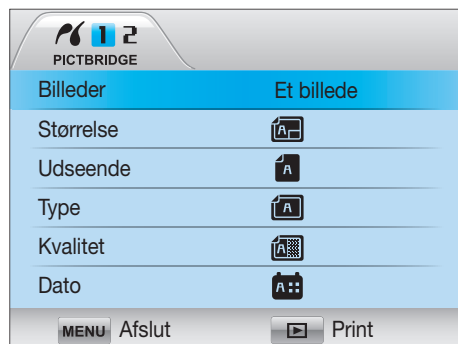 1 2
PICTBRIDGE
Billeder Et billede
Størrelse A
Udseende A
Type A
Kvalitet A
Dato A
MENU Afslut Print